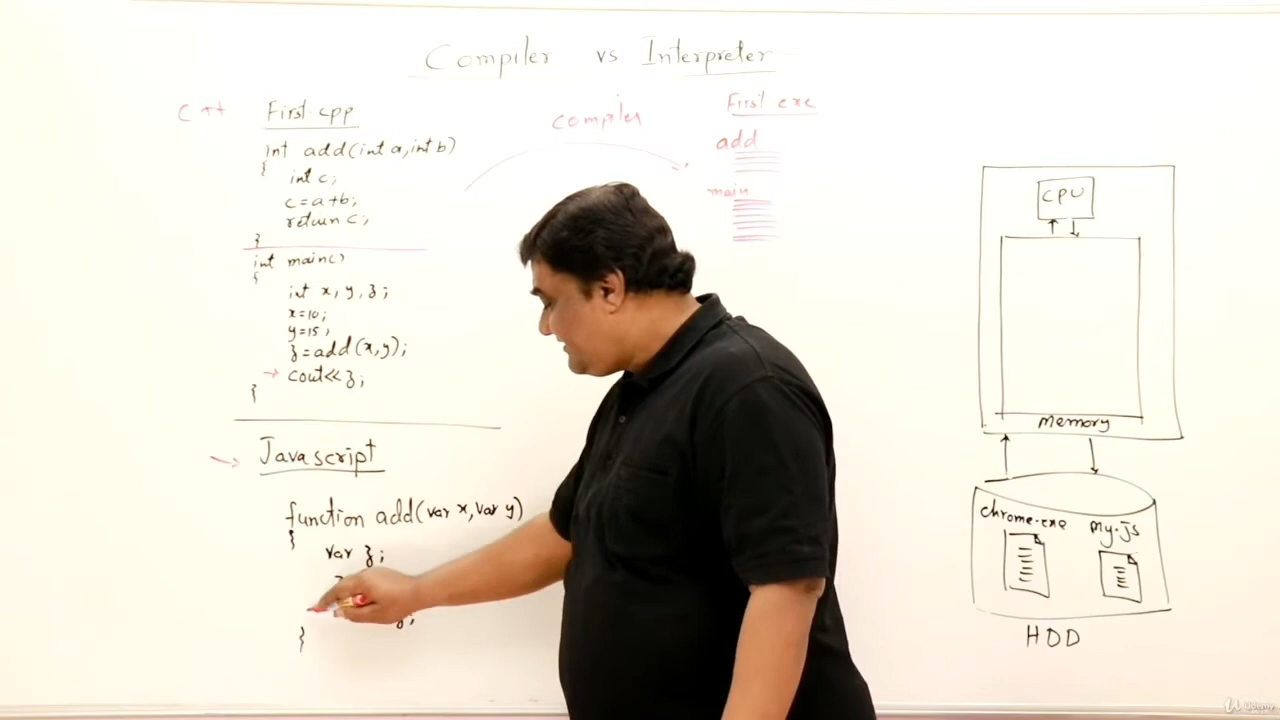 Compiler vs Interpreter
C++ First.cpp
int add(int a,int b)
{
int c;
c=a+b;
return c;
}
int main()
{
int x, y, z;
x=10;
y=15;
z=add(x,y);
→ cout<<z;
}
compiler
First exe
add
main
→ Javascript
function add(var x,var y)
{
var z;
}
CPU
memory
chrome.exe my.js
HDD
Udemy